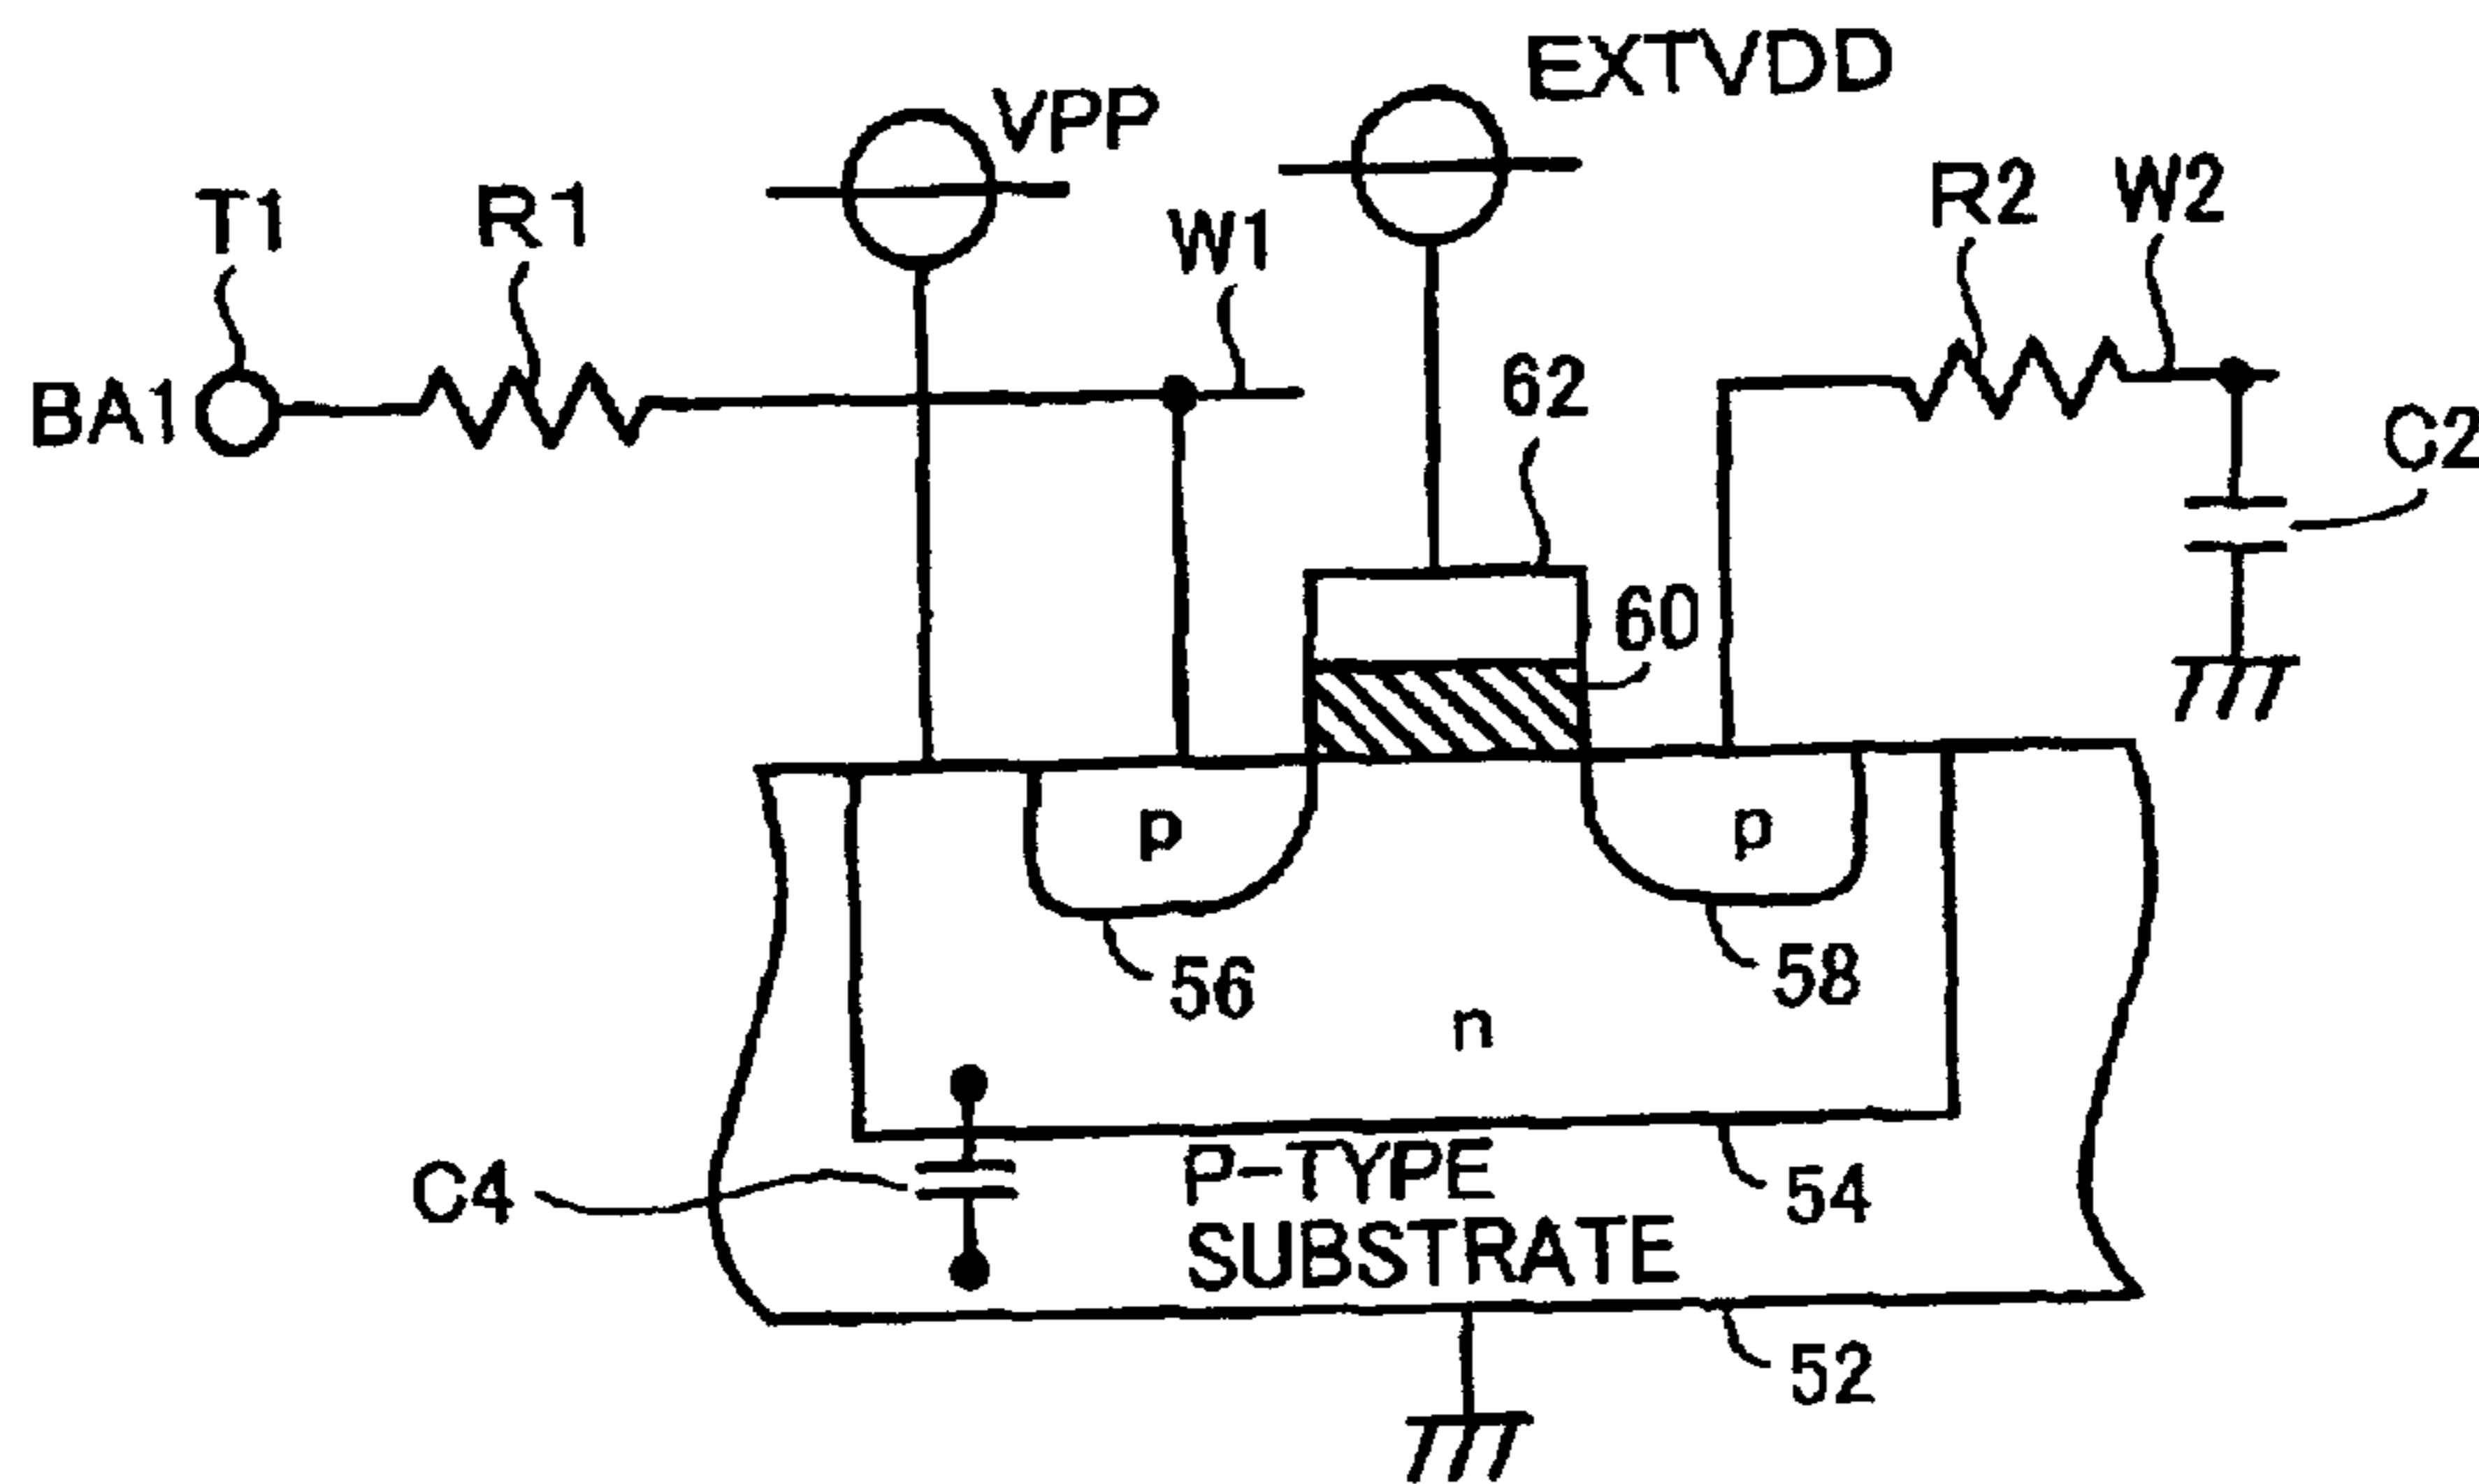 EXTVDD
VPP
T1
R1
W1
R2
W2
BA1
62
C2
60
p
p
56
58
n
C4
P-TYPE
SUBSTRATE
54
52